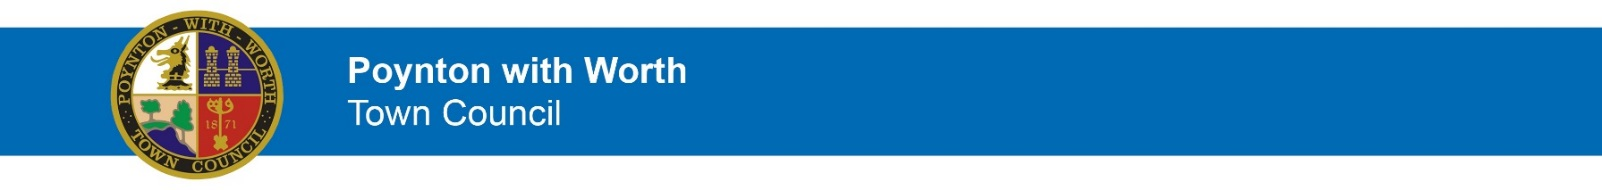 POYNTON - WITH - WORTH
TOWN COUNCIL
1871
Poynton with Worth
Town Council